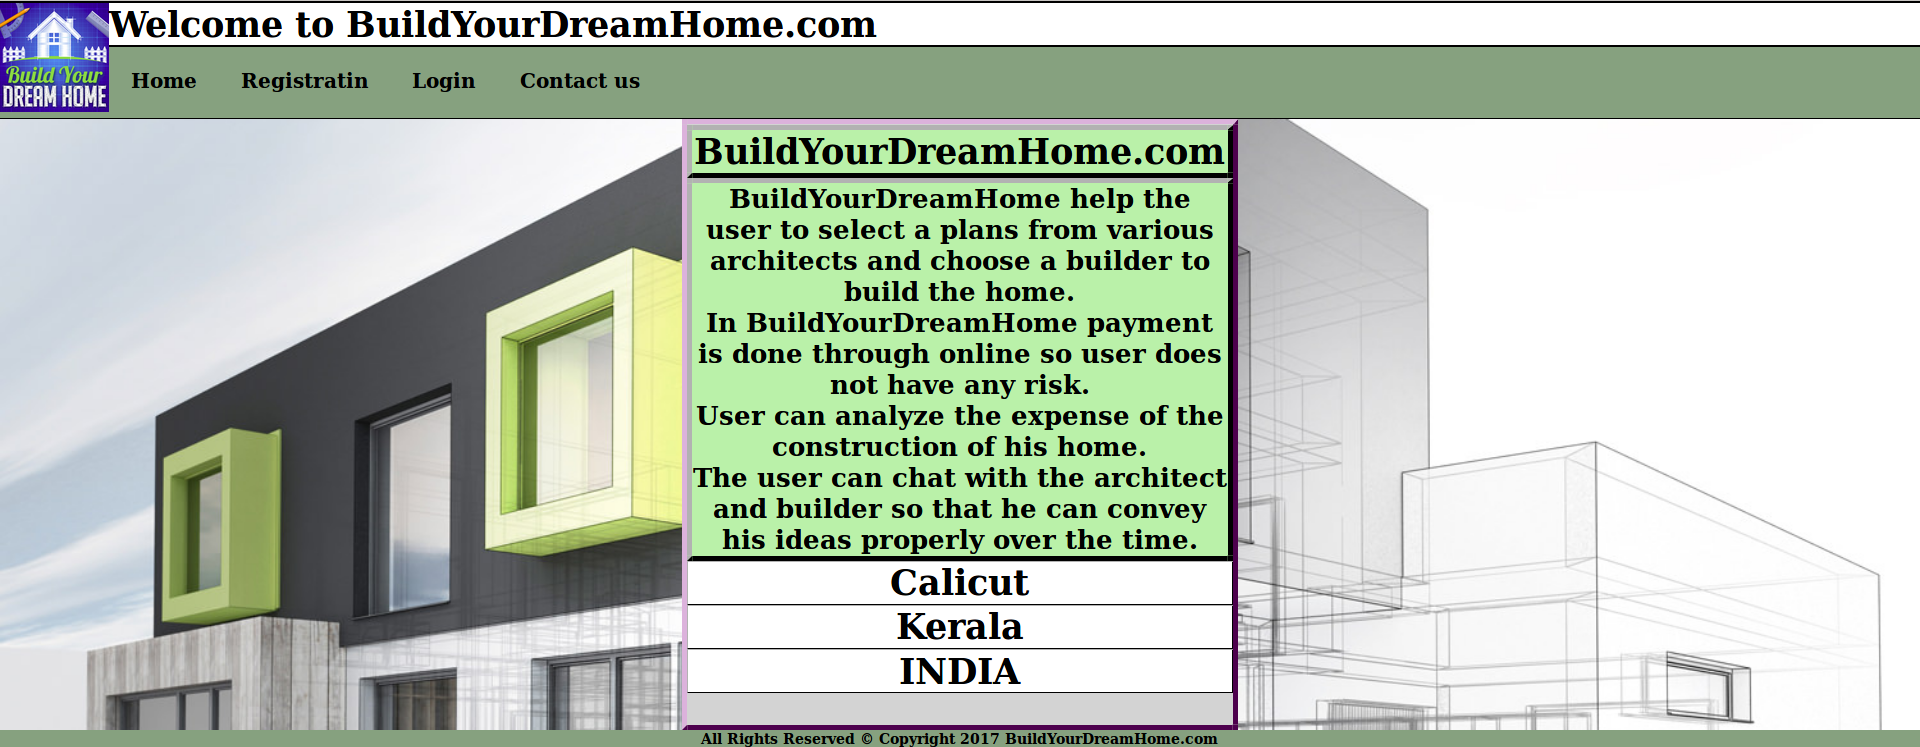 Welcome to BuildYourDreamHome.com
Build Your
DREAM HOME
Home Registratin Login Contact us
BuildYourDreamHome.com
BuildYourDreamHome help the
user to select a plans from various
architects and choose a builder to
build the home.
In BuildYourDreamHome payment
is done through online so user does
not have any risk.
User can analyze the expense of the
construction of his home.
The user can chat with the architect
and builder so that he can convey
his ideas properly over the time.
Calicut
Kerala
INDIA
All Rights Reserved © Copyright 2017 BuildYourDreamHome.com